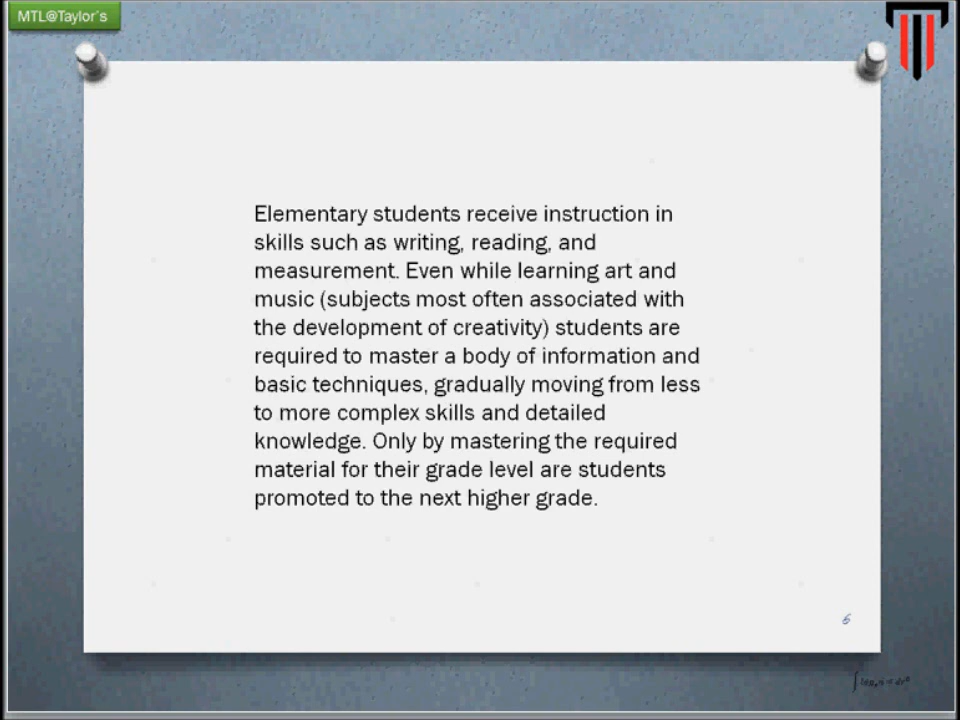 MTL@Taylor's
Elementary students receive instruction in
skills such as writing, reading, and
measurement. Even while learning art and
music (subjects most often associated with
the development of creativity) students are
required to master a body of information and
basic techniques, gradually moving from less
to more complex skills and detailed
knowledge. Only by mastering the required
material for their grade level are students
promoted to the next higher grade.
6